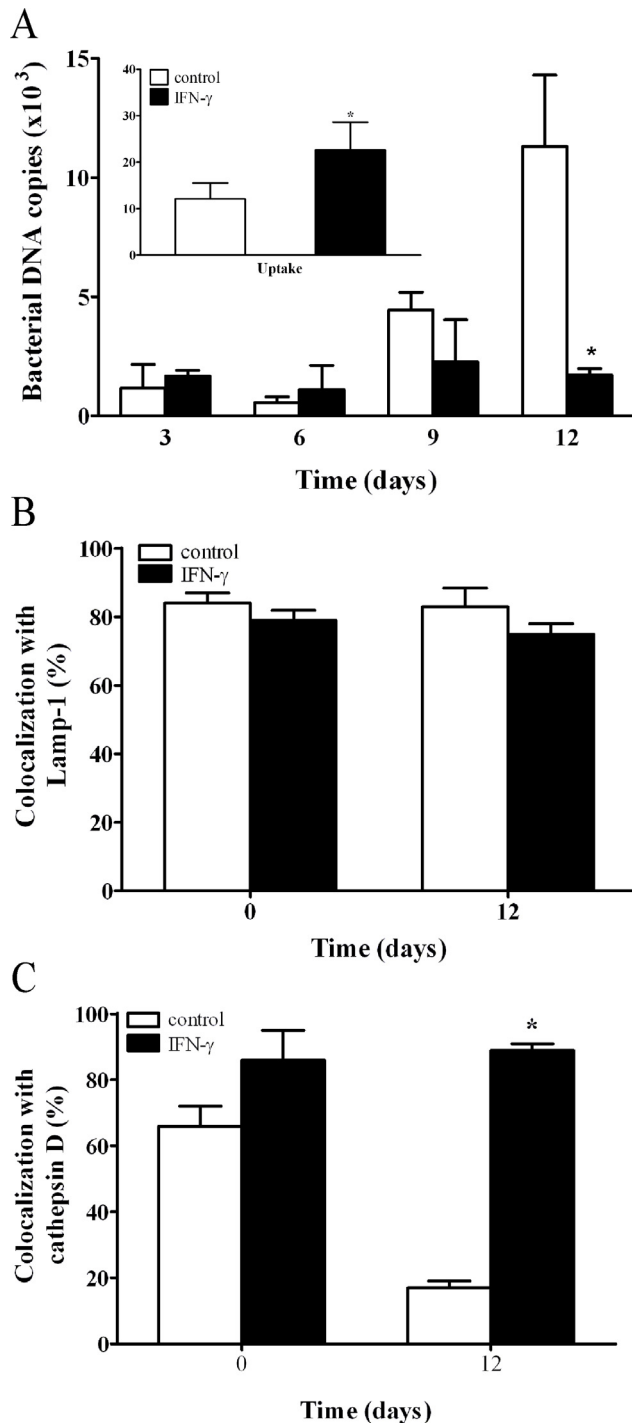 A
Bacterial DNA copies (x10³)
15
10
5
0
40
30
20
10
0
control
IFN-γ
*
Uptake
*
3 6 9 12
Time (days)
B
Colocalization with
Lamp-1 (%)
100
80
60
40
20
0
control
IFN-γ
0 12
Time (days)
C
Colocalization with
cathepsin D (%)
100
80
60
40
20
0
control
IFN-γ
*
0 12
Time (days)